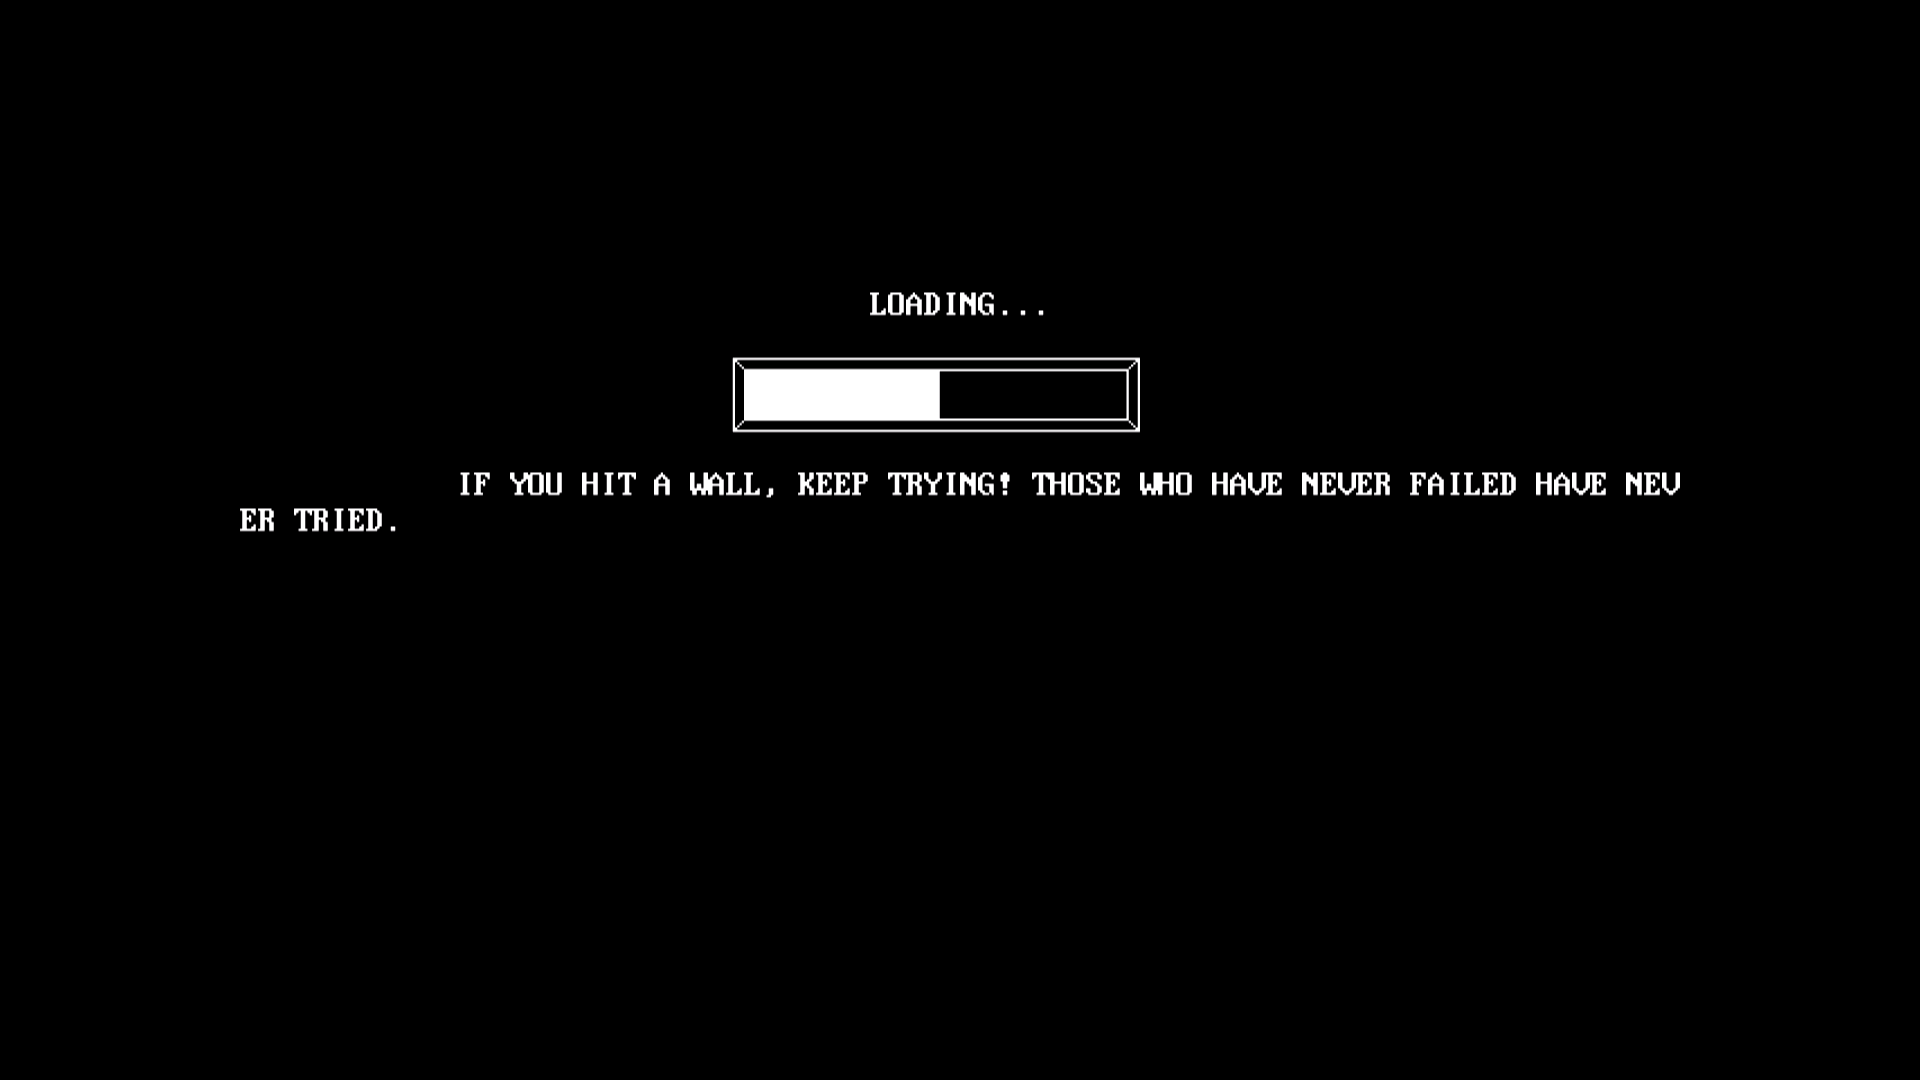 LOADING...
IF YOU HIT A WALL, KEEP TRYING! THOSE WHO HAVE NEVER FAILED HAVE NEV
ER TRIED.